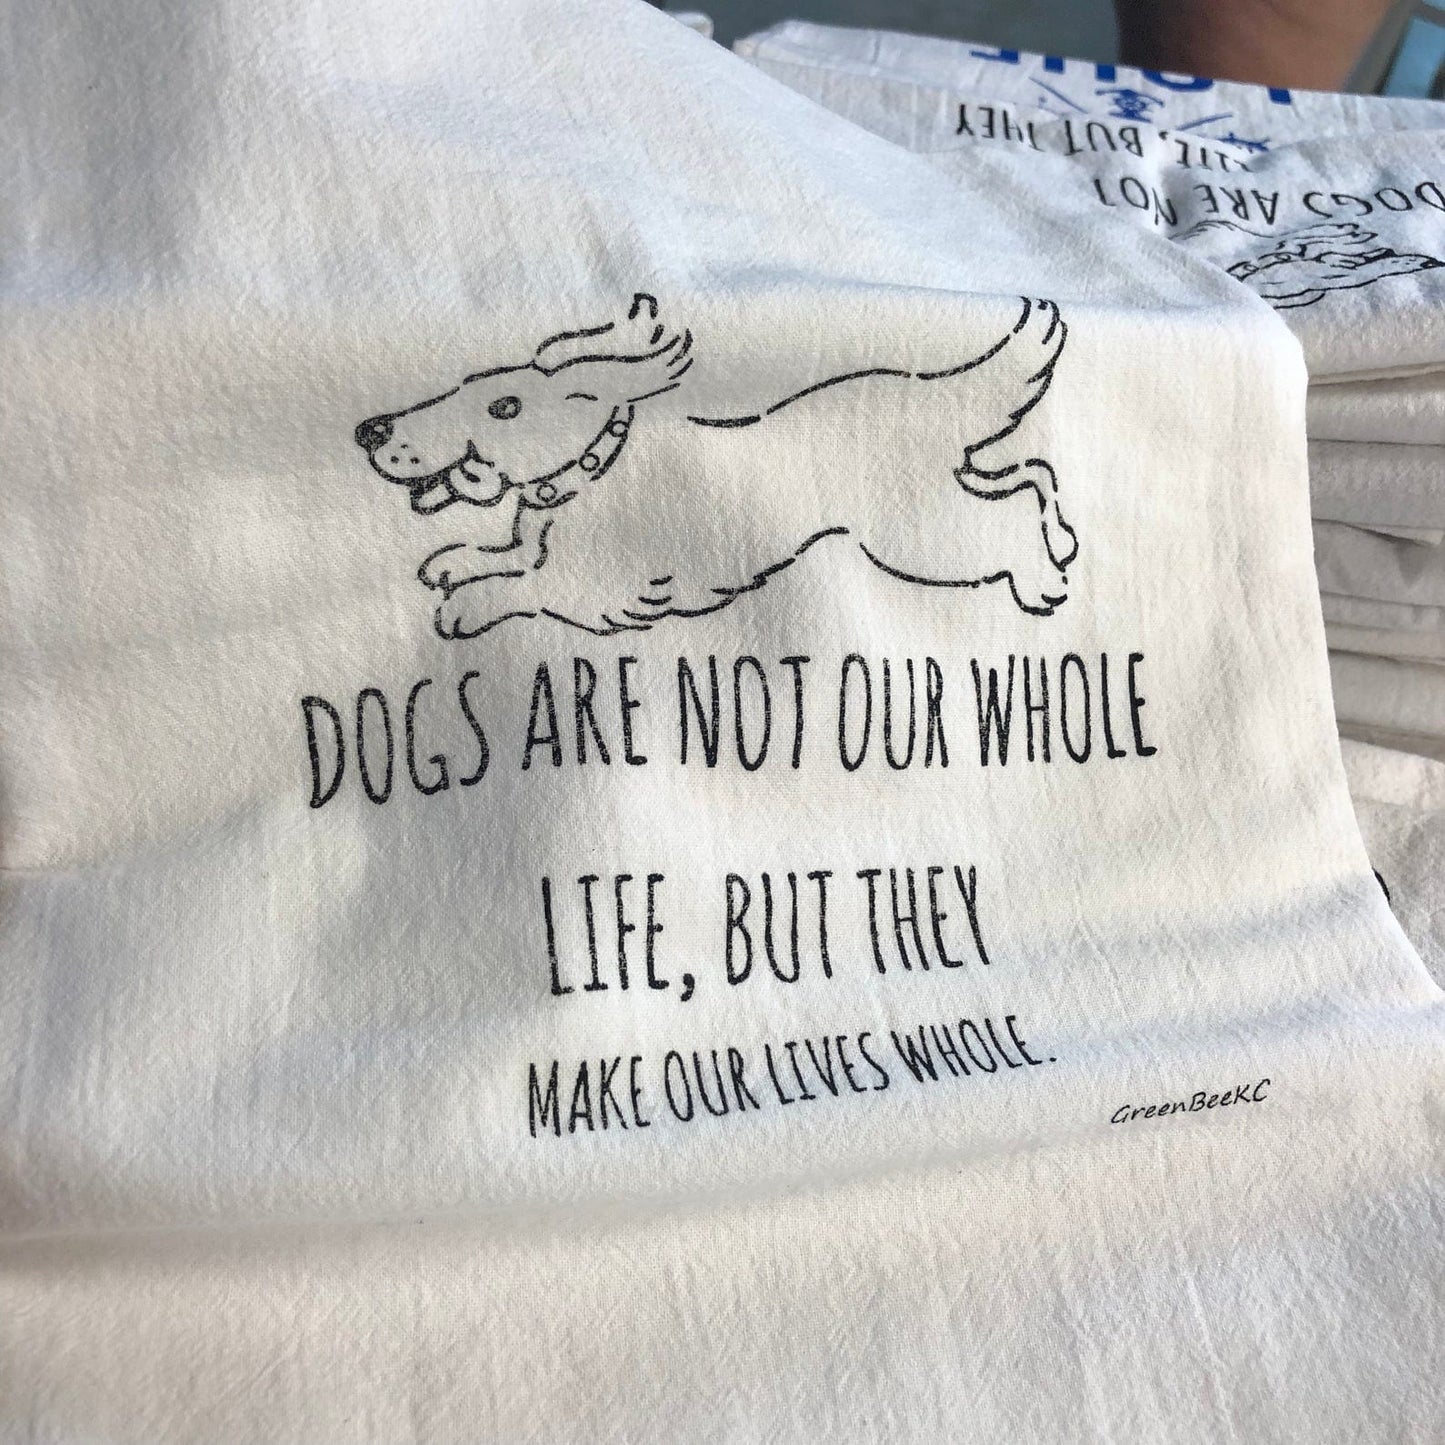 DOGS ARE NOT OUR WHOLE
LIFE, BUT THEY
MAKE OUR LIVES WHOLE.
GreenBeeKC
DOGS ARE NOT
LIFE, BUT THEY